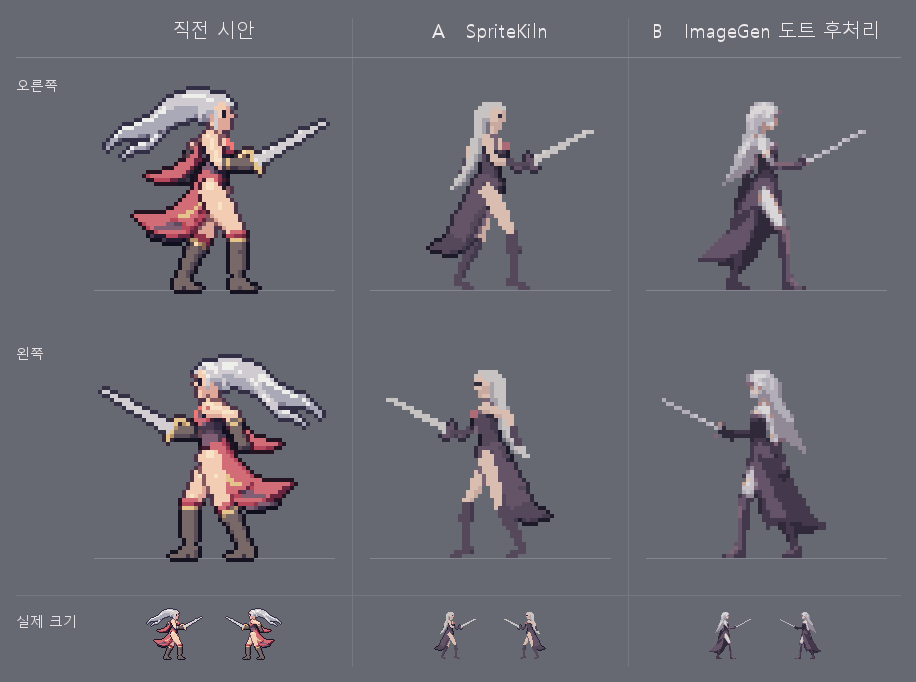 직전 시안
A SpriteKiln
B ImageGen 도트 후처리
오른쪽
왼쪽
실제 크기